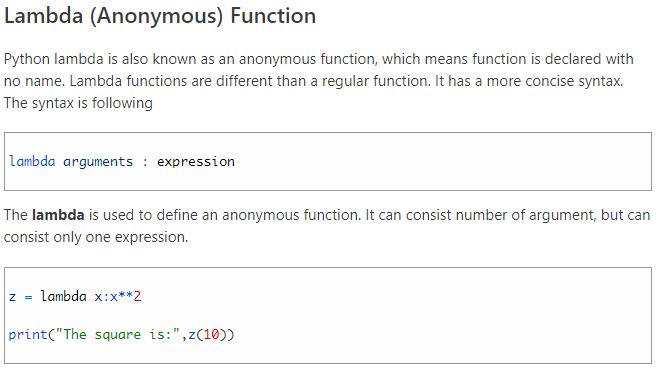 Lambda (Anonymous) Function
Python lambda is also known as an anonymous function, which means function is declared with
no name. Lambda functions are different than a regular function. It has a more concise syntax.
The syntax is following
lambda arguments : expression
The lambda is used to define an anonymous function. It can consist number of argument, but can
consist only one expression.
z = lambda x:x**2
print("The square is:",z(10))